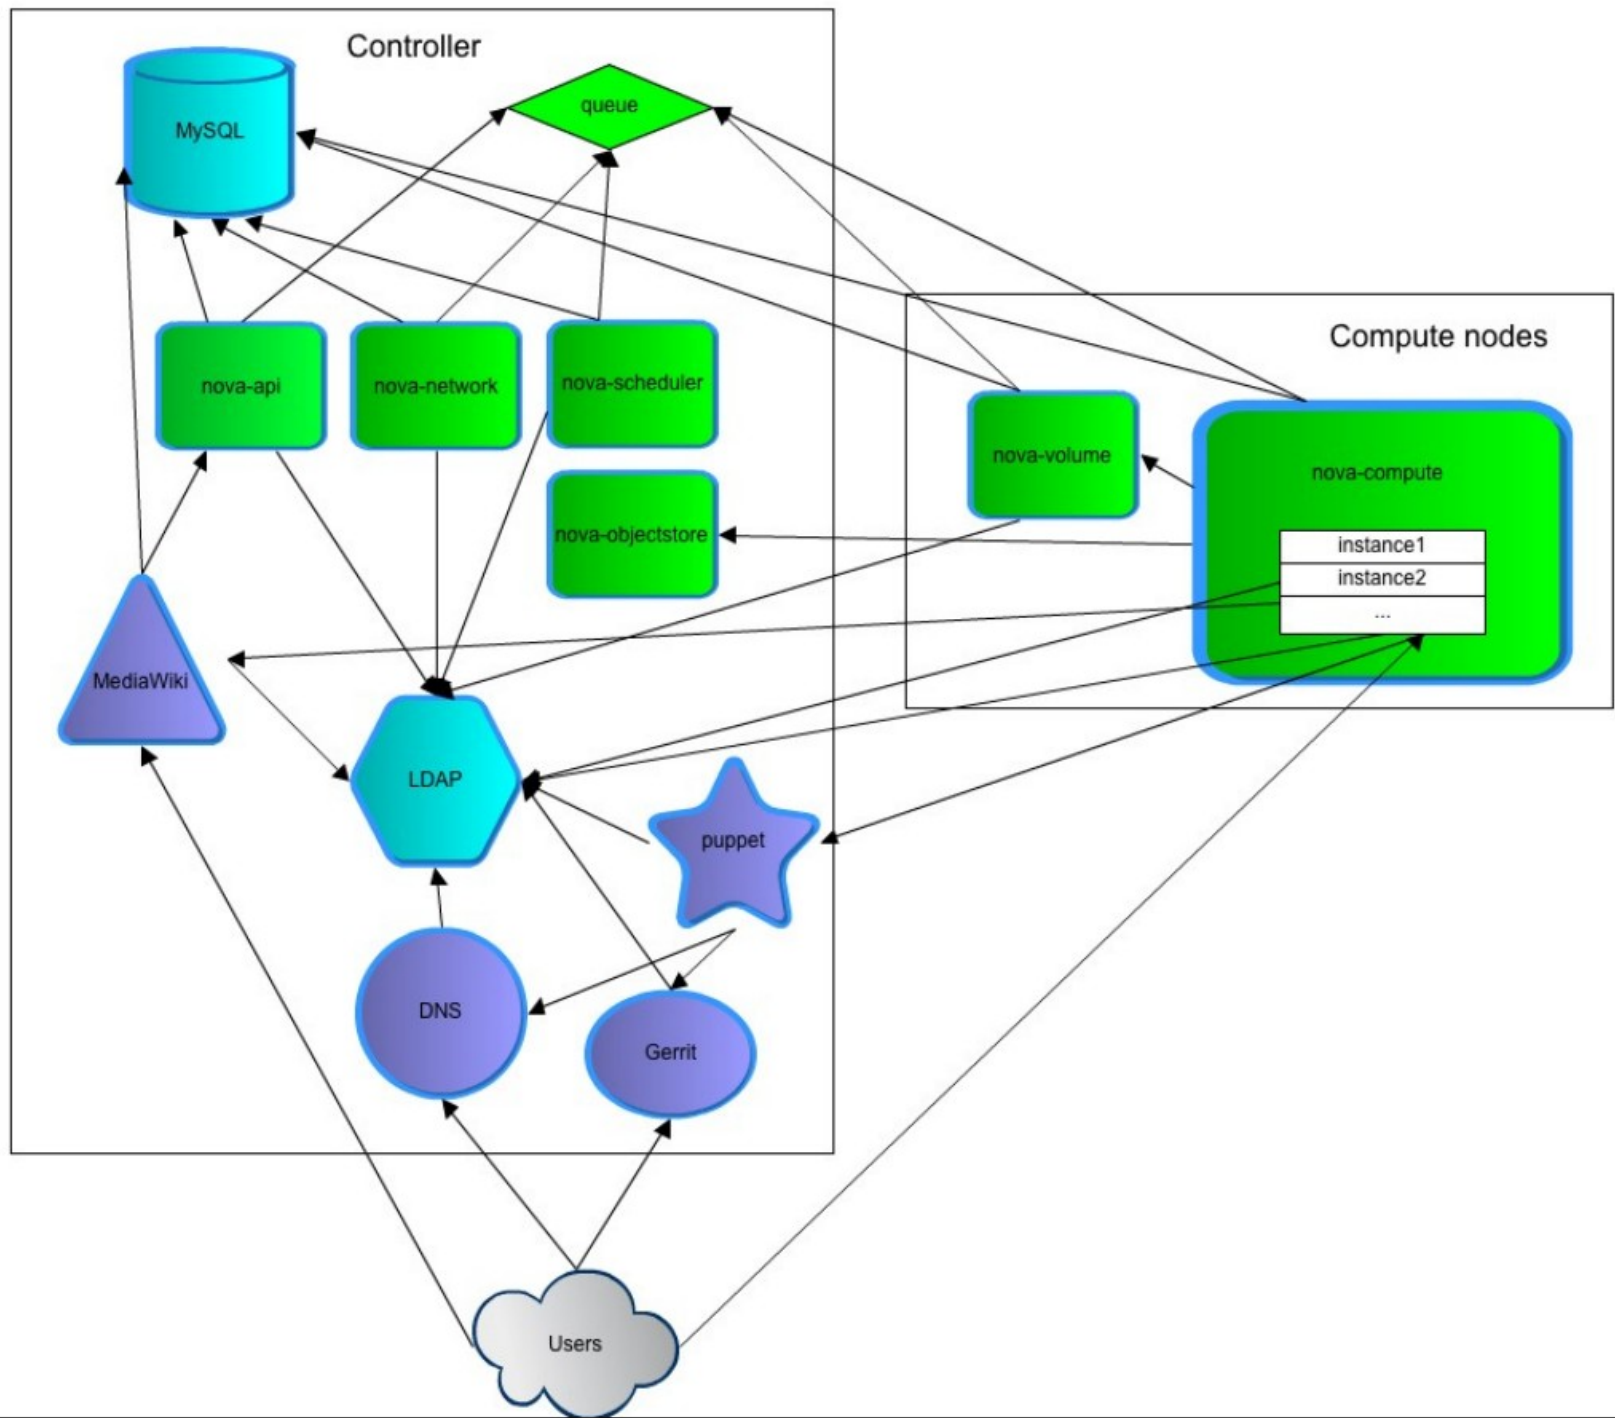 Controller
queue
MySQL
Compute nodes
nova-api
nova-network
nova-scheduler
nova-volume
nova-compute
nova-objectstore
instance1
instance2
...
MediaWiki
LDAP
puppet
DNS
Gerrit
Users